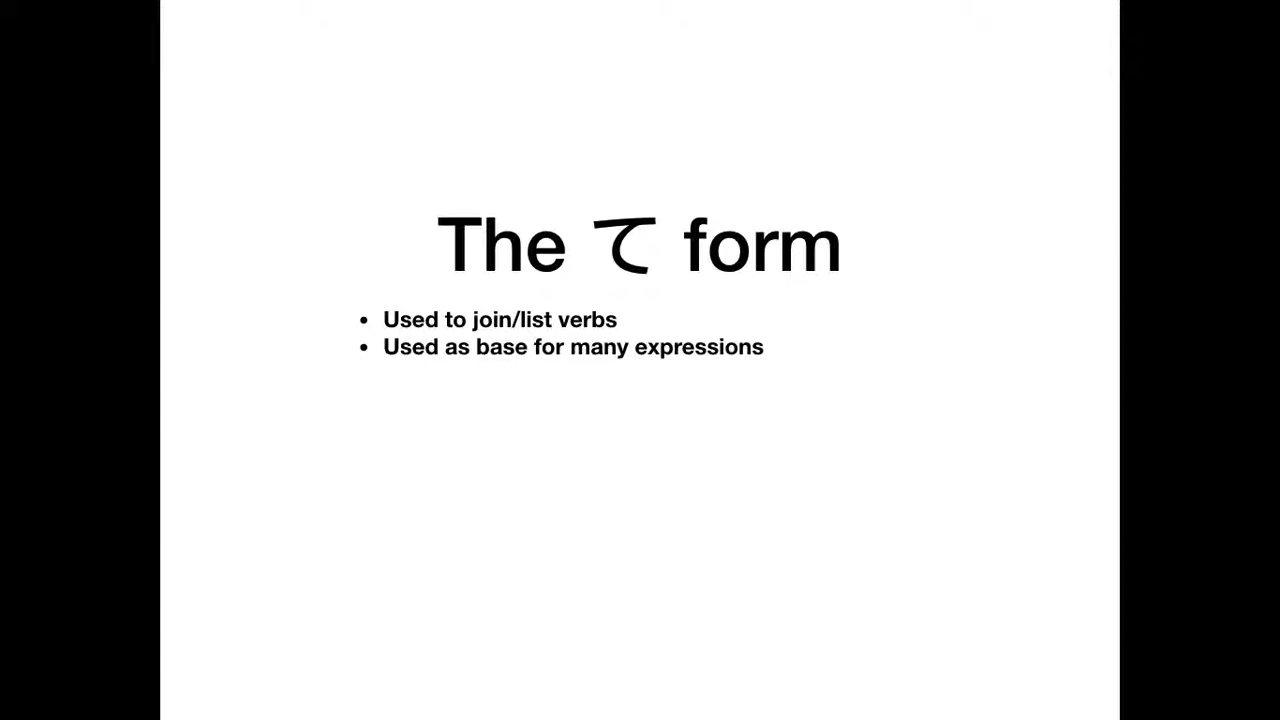 The て form
• Used to join/list verbs
• Used as base for many expressions